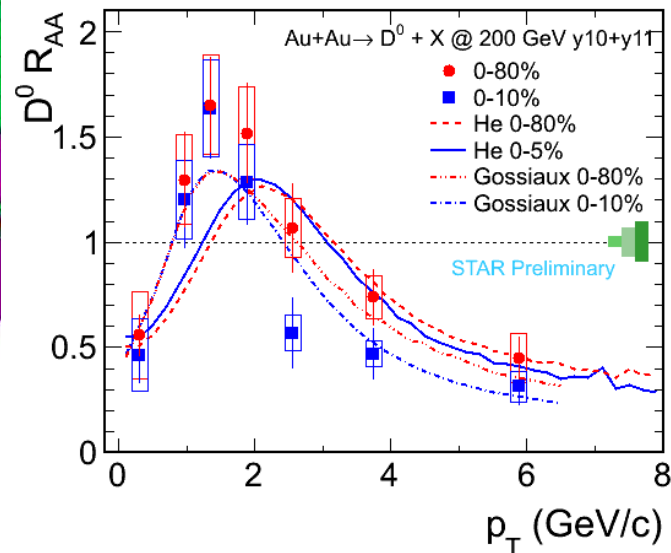 Au+Au→ D⁰ + X @ 200 GeV y10+y11
0-80%
0-10%
He 0-80%
He 0-5%
Gossiaux 0-80%
Gossiaux 0-10%
STAR Preliminary
D⁰ R_AA
2
1.5
1
0.5
0
0 2 4 6 8
p_T (GeV/c)